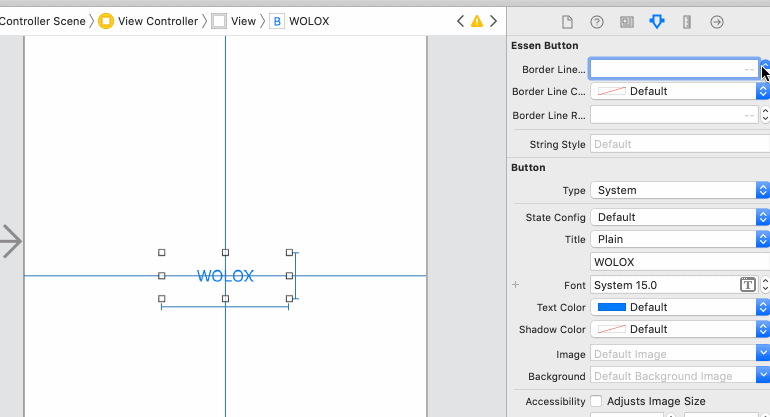 Controller Scene 〉 View Controller 〉 View 〉 B WOLOX
Essen Button
Border Line... --
Border Line C... Default
Border Line R... --
String Style Default
Button
Type System
State Config Default
Title Plain
WOLOX
WOLOX
+ Font System 15.0 T
Text Color Default
Shadow Color Default
Image Default Image
Background Default Background Image
Accessibility Adjusts Image Size